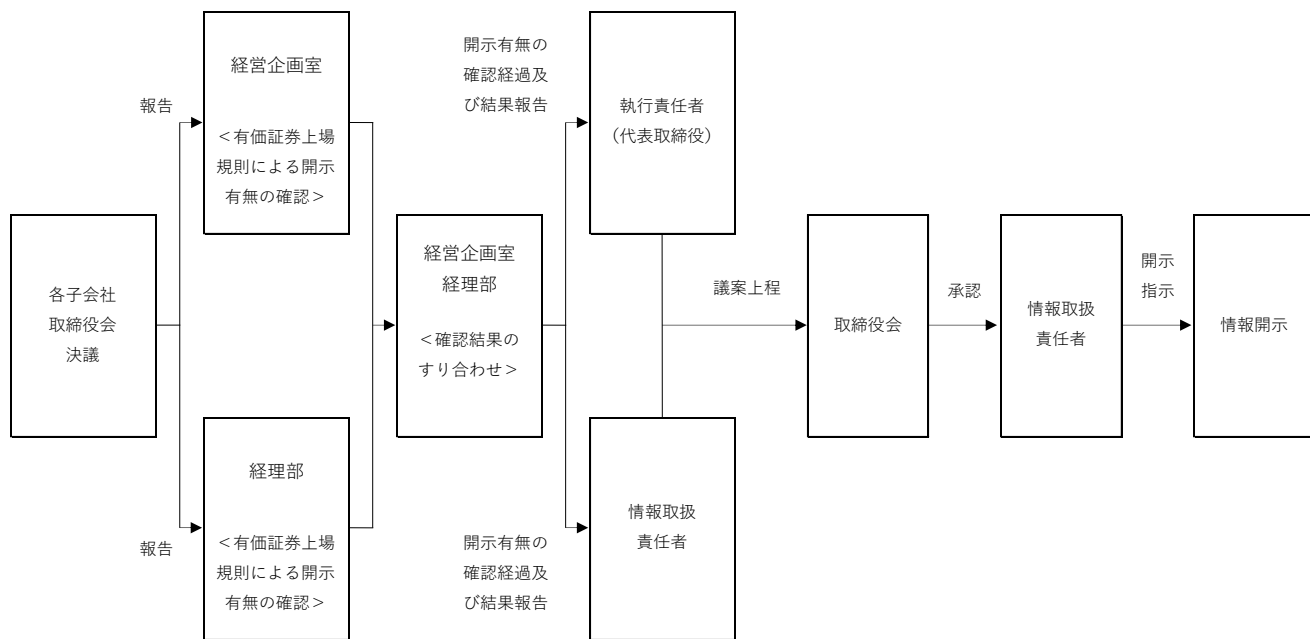 各子会社
取締役会
決議
報告
経営企画室
＜有価証券上場
規則による開示
有無の確認＞
報告
経理部
＜有価証券上場
規則による開示
有無の確認＞
経営企画室
経理部
＜確認結果の
すり合わせ＞
開示有無の
確認経過及
び結果報告
執行責任者
（代表取締役）
開示有無の
確認経過及
び結果報告
情報取扱
責任者
議案上程
取締役会
承認
情報取扱
責任者
開示
指示
情報開示